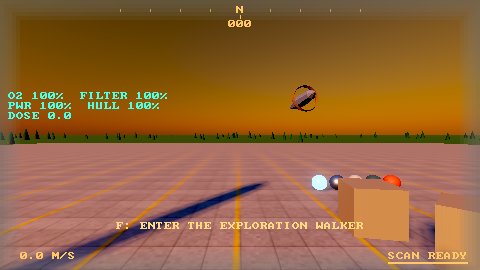 N
000
O2 100% FILTER 100%
PWR 100% HULL 100%
DOSE 0.0
F: ENTER THE EXPLORATION WALKER
0.0 M/S
SCAN READY